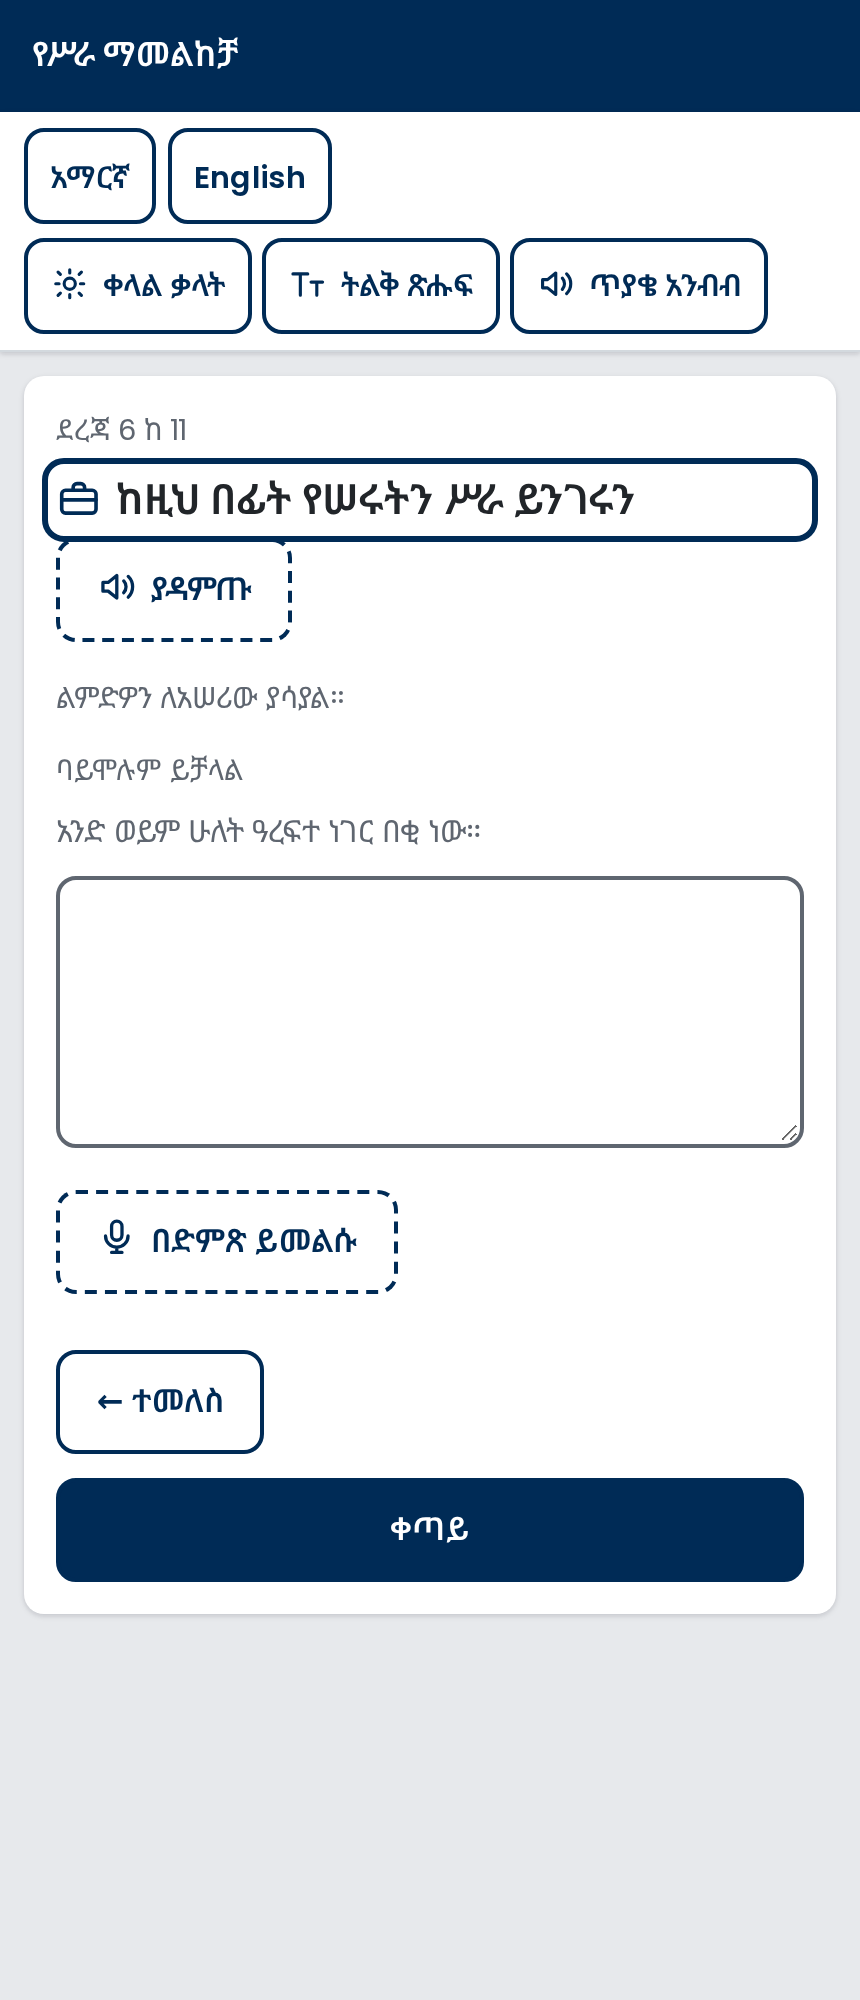 የሥራ ማመልከቻ
አማርኛ English
ቀላል ቃላት ትልቅ ጽሑፍ ጥያቄ አንብብ
ደረጃ 6 ከ 11
ከዚህ በፊት የሠሩትን ሥራ ይንገሩን
ያዳምጡ
ልምድዎን ለአሠሪው ያሳያል።
ባይሞሉም ይቻላል
አንድ ወይም ሁለት ዓረፍተ ነገር በቂ ነው።
በድምጽ ይመልሱ
← ተመለስ
ቀጣይ